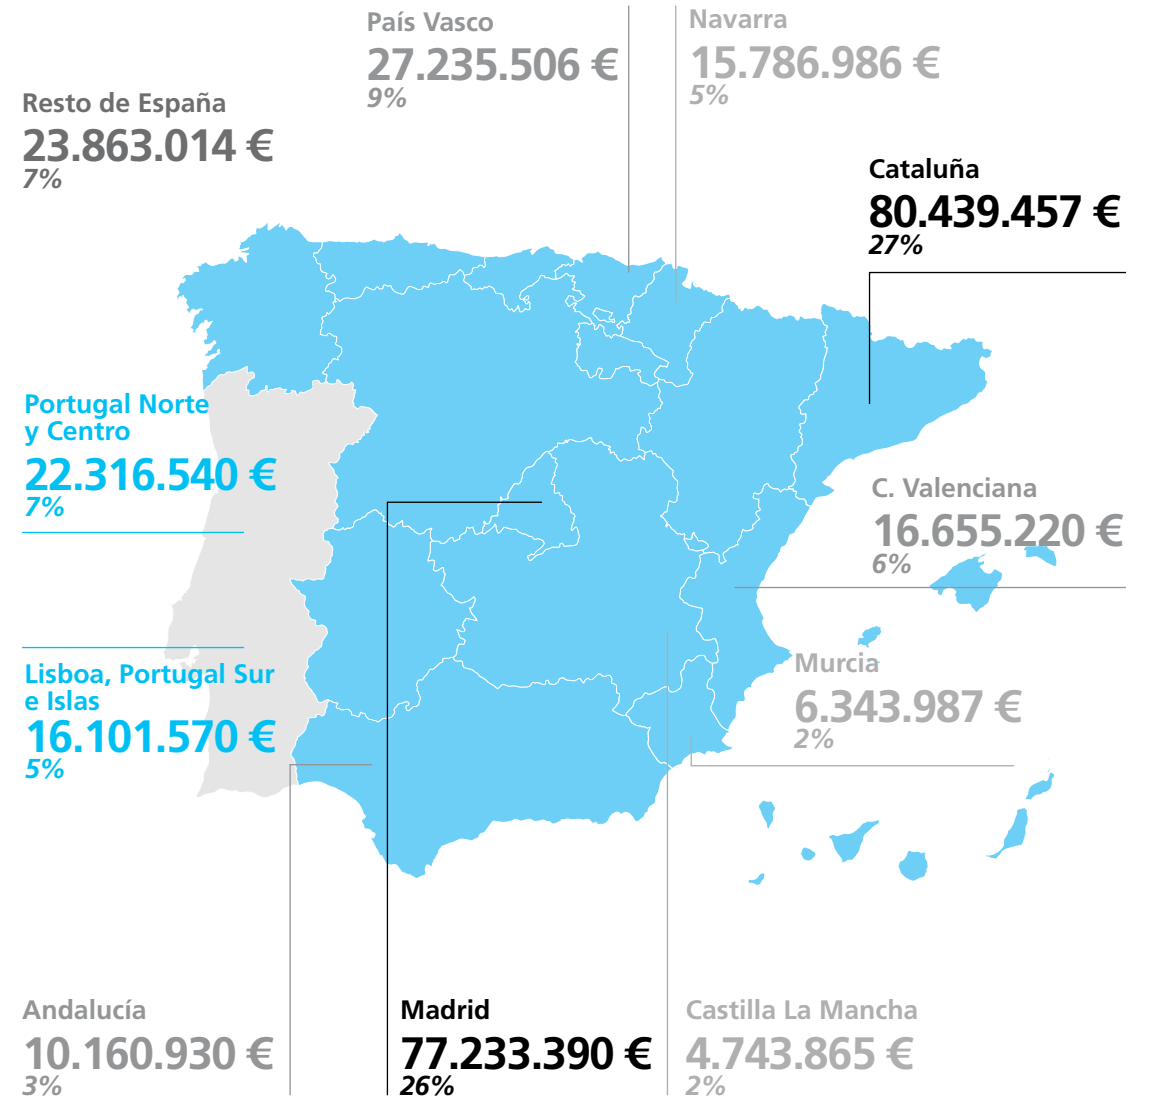 País Vasco
27.235.506 €
9%
Navarra
15.786.986 €
5%
Resto de España
23.863.014 €
7%
Cataluña
80.439.457 €
27%
Portugal Norte
y Centro
22.316.540 €
7%
C. Valenciana
16.655.220 €
6%
Lisboa, Portugal Sur
e Islas
16.101.570 €
5%
Murcia
6.343.987 €
2%
Andalucía
10.160.930 €
3%
Madrid
77.233.390 €
26%
Castilla La Mancha
4.743.865 €
2%